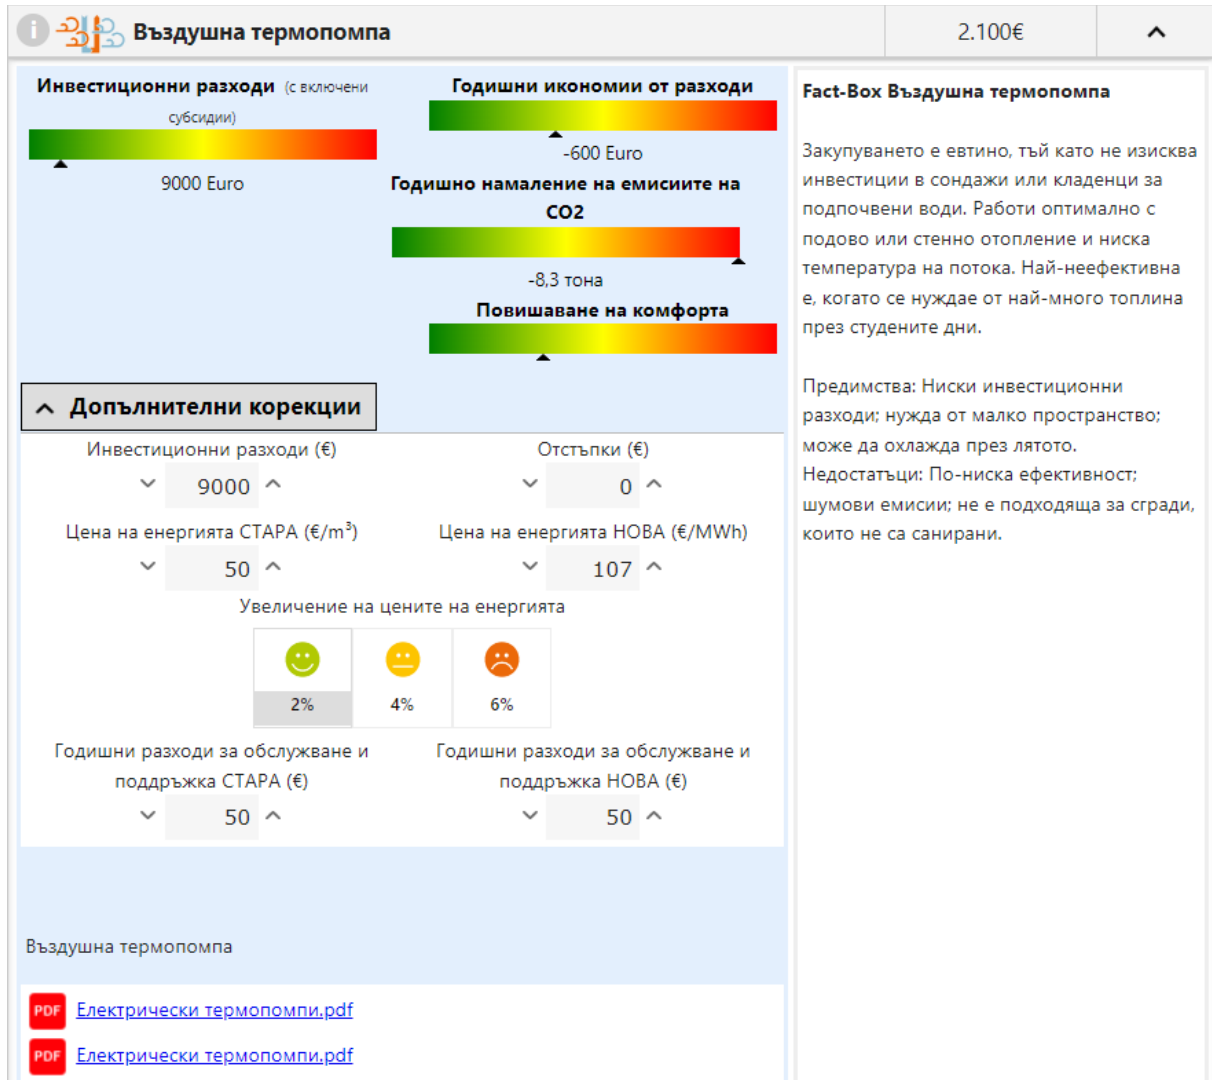 Въздушна термопомпа
2.100€
Инвестиционни разходи (с включени
субсидии)
9000 Euro
Годишни икономии от разходи
-600 Euro
Годишно намаление на емисиите на
CO2
-8,3 тона
Повишаване на комфорта
Допълнителни корекции
Инвестиционни разходи (€)
9000
Отстъпки (€)
0
Цена на енергията СТАРА (€/m³)
50
Цена на енергията НОВА (€/MWh)
107
Увеличение на цените на енергията
2%
4%
6%
Годишни разходи за обслужване и
поддръжка СТАРА (€)
50
Годишни разходи за обслужване и
поддръжка НОВА (€)
50
Въздушна термопомпа
PDF Електрически термопомпи.pdf
PDF Електрически термопомпи.pdf
Fact-Box Въздушна термопомпа
Закупуването е евтино, тъй като не изисква
инвестиции в сондажи или кладенци за
подпочвени води. Работи оптимално с
подово или стенно отопление и ниска
температура на потока. Най-неефективна
е, когато се нуждае от най-много топлина
през студените дни.
Предимства: Ниски инвестиционни
разходи; нужда от малко пространство;
може да охлажда през лятото.
Недостатъци: По-ниска ефективност;
шумови емисии; не е подходяща за сгради,
които не са санирани.